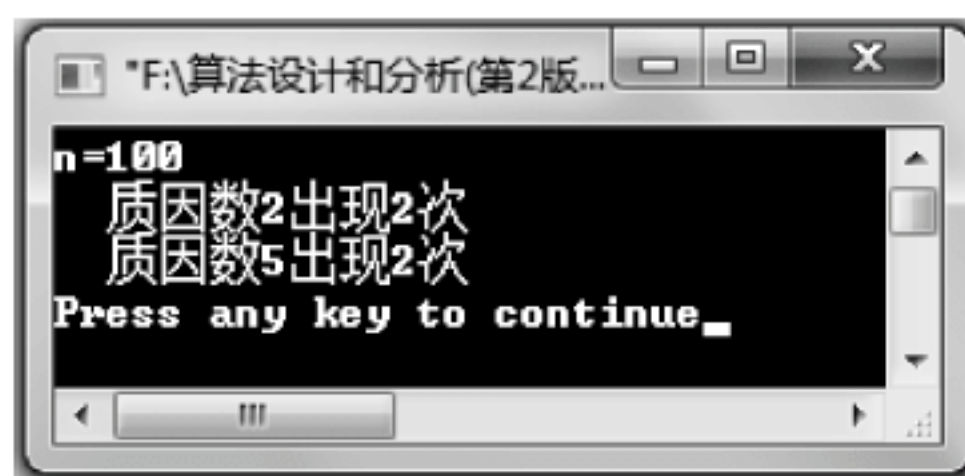 "F:\算法设计和分析(第2版...
n=100
质因数2出现2次
质因数5出现2次
Press any key to continue